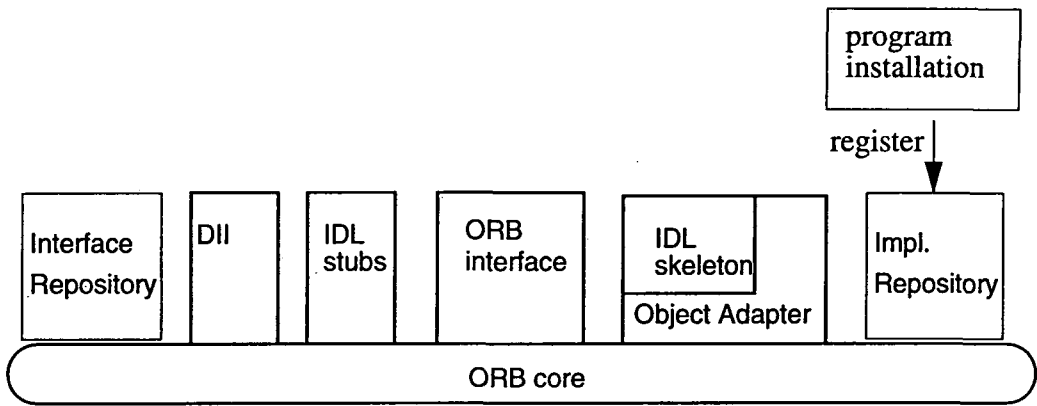 program
installation
register
Interface
Repository
DII
IDL
stubs
ORB
interface
IDL
skeleton
Object Adapter
Impl.
Repository
ORB core